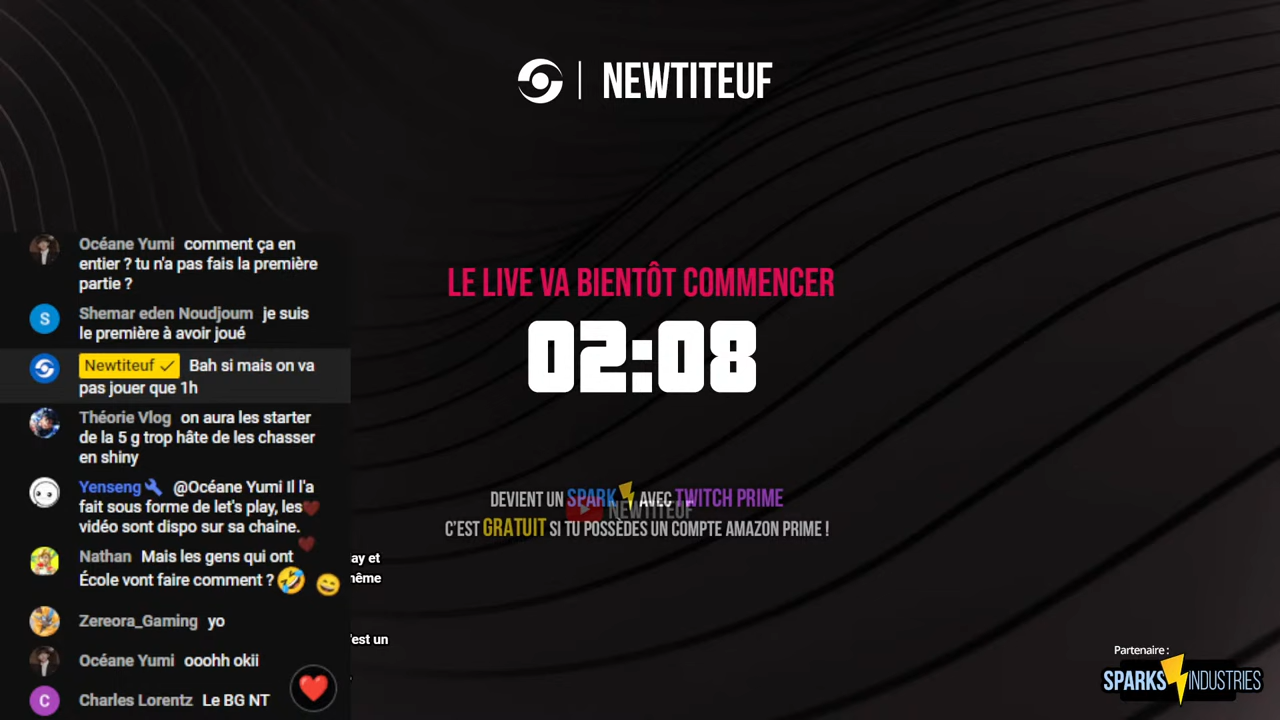 NEWTITEUF
LE LIVE VA BIENTÔT COMMENCER
02:08
DEVIENT UN SPARK AVEC TWITCH PRIME
NEWTITEUF
C'EST GRATUIT SI TU POSSÈDES UN COMPTE AMAZON PRIME !
Océane Yumi comment ça en
entier ? tu n'a pas fais la première
partie ?
Shemar eden Noudjoum je suis
le première à avoir joué
Newtiteuf Bah si mais on va
pas jouer que 1h
Théorie Vlog on aura les starter
de la 5 g trop hâte de les chasser
en shiny
Yenseng @Océane Yumi Il l'a
fait sous forme de let's play, les
vidéo sont dispo sur sa chaine.
Nathan Mais les gens qui ont
École vont faire comment ? 🤣 😄
Zereora_Gaming yo
Océane Yumi ooohh okii
Charles Lorentz Le BG NT
ay et
'est un
Partenaire :
SPARKS INDUSTRIES